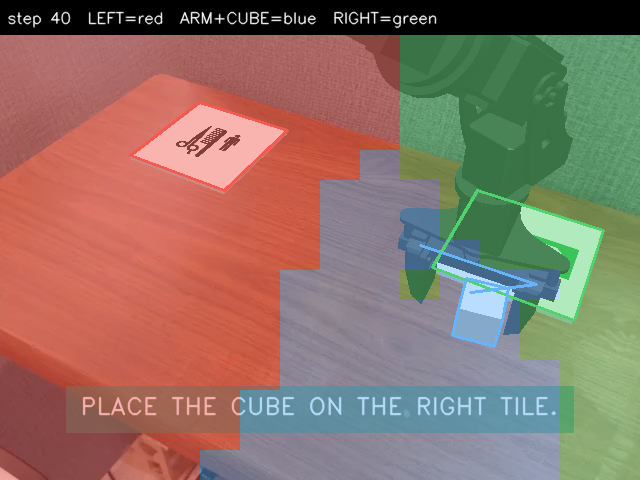 step 40 LEFT=red ARM+CUBE=blue RIGHT=green
PLACE THE CUBE ON THE RIGHT TILE.